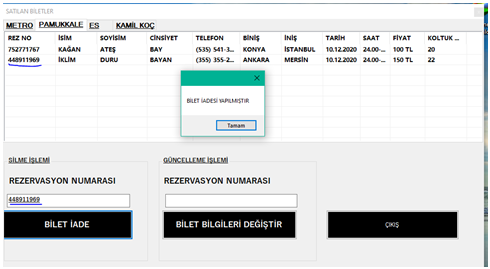 SATILAN BİLETLER
METRO PAMUKKALE ES KAMİL KOÇ
REZ NO İSİM SOYİSİM CİNSİYET TELEFON BİNİŞ İNİŞ TARİH SAAT FİYAT KOLTUK
752771767 KAĞAN ATEŞ BAY (535) 541-3... KONYA İSTANBUL 10.12.2020 24.00- 100 TL 20
448911969 İKLİM DURU BAYAN (355) 355-2... ANKARA MERSİN 10.12.2020 24.00- 150 TL 22
BİLET İADESİ YAPILMIŞTIR
Tamam
SİLME İŞLEMİ GÜNCELLEME İŞLEMİ
REZERVASYON NUMARASI REZERVASYON NUMARASI
448911969
BİLET İADE BİLET BİLGİLERİ DEĞİŞTİR ÇIKIŞ